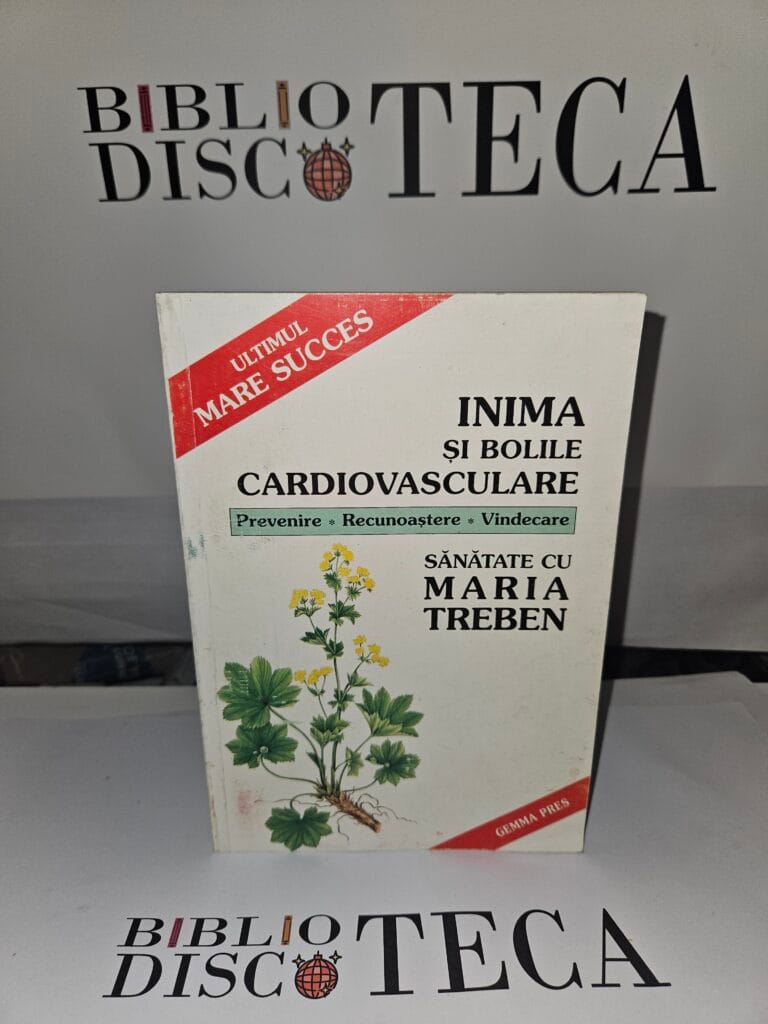 BIBLIO
DISCOTECA
ULTIMUL
MARE SUCCES
INIMA
ȘI BOLILE
CARDIOVASCULARE
Prevenire * Recunoaștere * Vindecare
SĂNĂTATE CU
MARIA
TREBEN
GEMMA PRES
BIBLIO
DISCOTECA